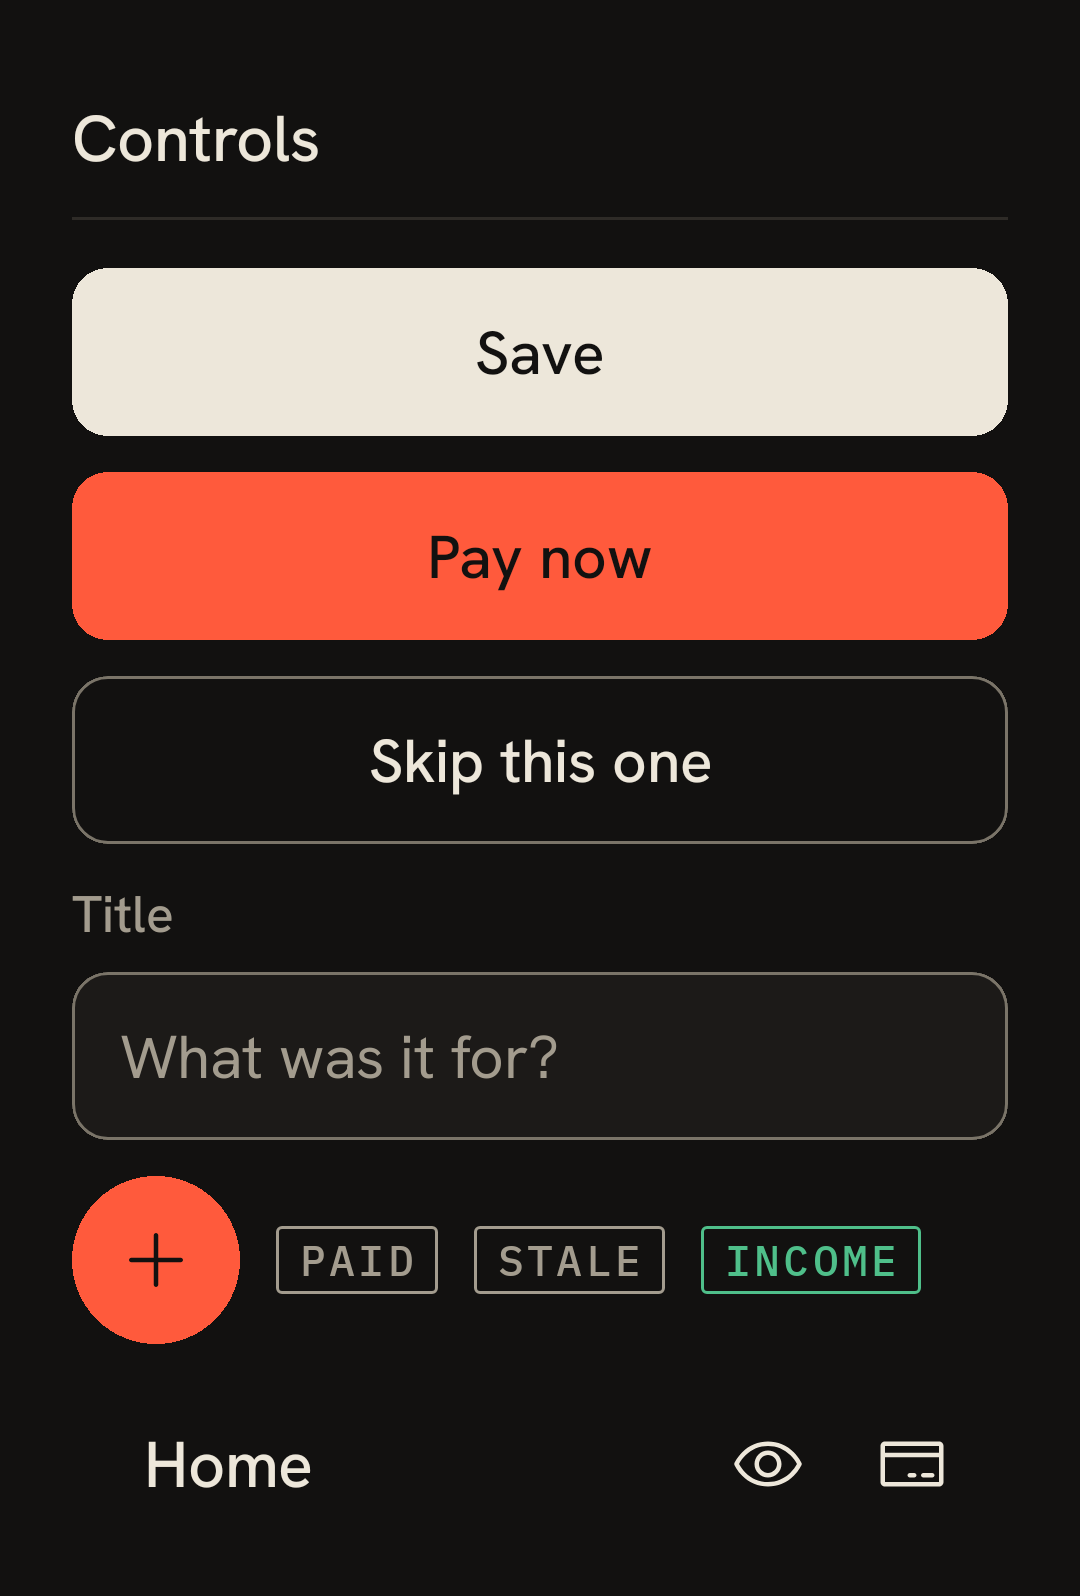 Controls
Save
Pay now
Skip this one
Title
What was it for?
PAID STALE INCOME
Home